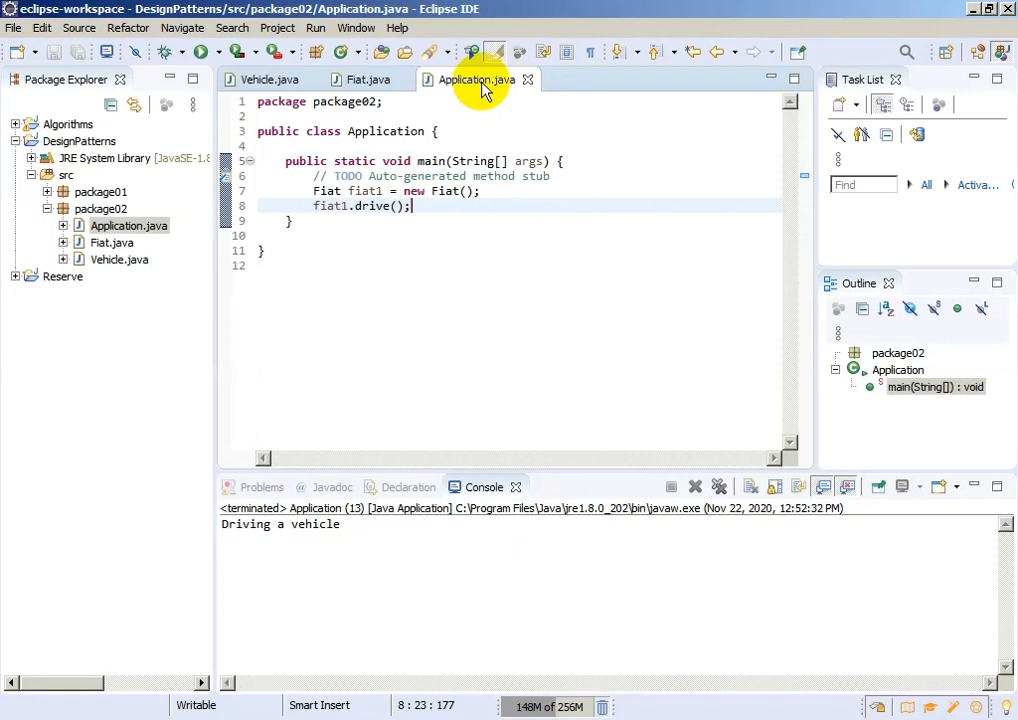 eclipse-workspace - DesignPatterns/src/package02/Application.java - Eclipse IDE
File Edit Source Refactor Navigate Search Project Run Window Help
Package Explorer
Algorithms
DesignPatterns
JRE System Library [JavaSE-1.8
src
package01
package02
Application.java
Fiat.java
Vehicle.java
Reserve
Vehicle.java Fiat.java Application.java
1 package package02;
2
3 public class Application {
4
5 public static void main(String[] args) {
6 // TODO Auto-generated method stub
7 Fiat fiat1 = new Fiat();
8 fiat1.drive();
9 }
10
11 }
12
Task List
Find All Activa...
Outline
package02
Application
main(String[]) : void
Problems Javadoc Declaration Console
<terminated> Application (13) [Java Application] C:\Program Files\Java\jre1.8.0_202\bin\javaw.exe (Nov 22, 2020, 12:52:32 PM)
Driving a vehicle
Writable Smart Insert 8 : 23 : 177 148M of 256M